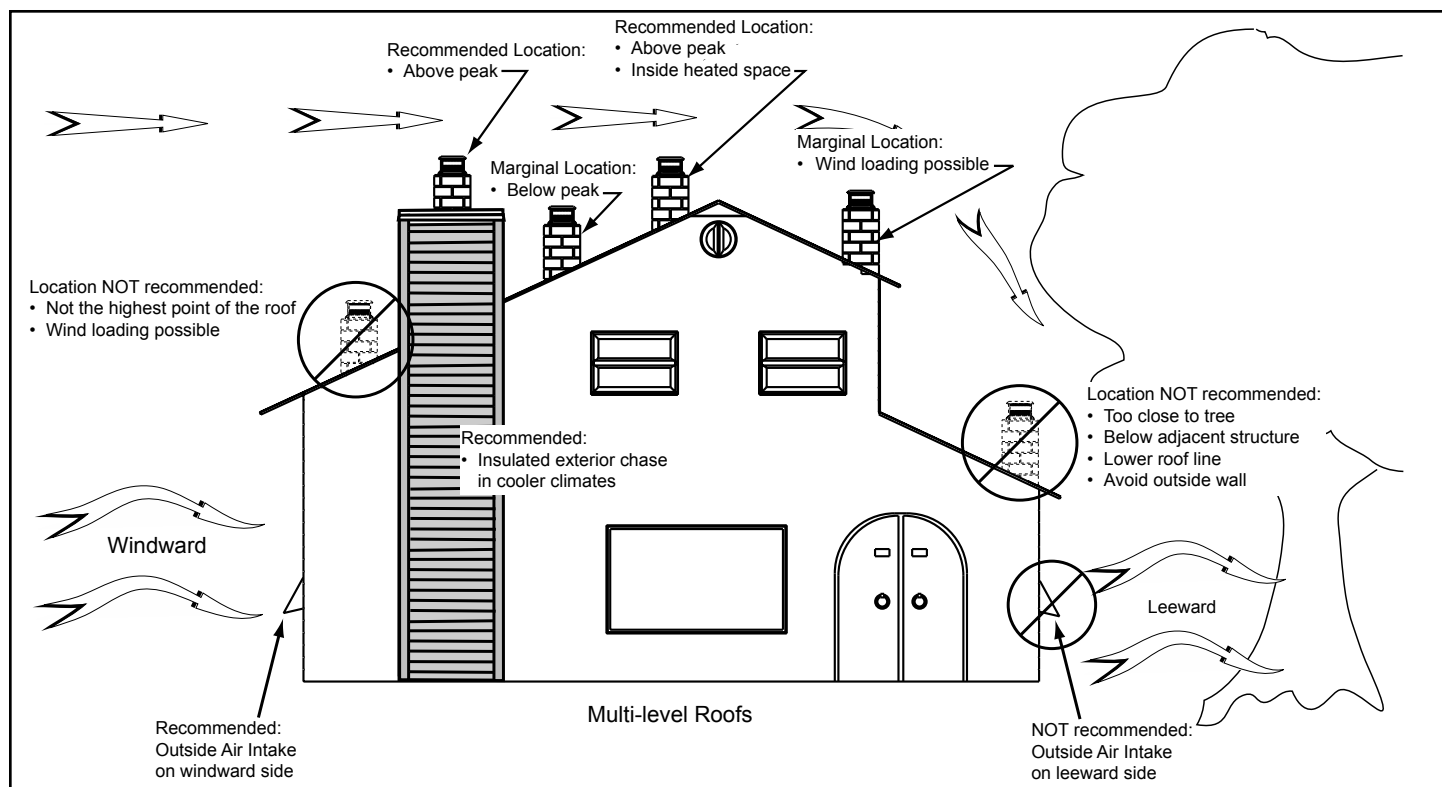 Recommended Location:
• Above peak
Recommended Location:
• Above peak
• Inside heated space
Marginal Location:
• Below peak
Marginal Location:
• Wind loading possible
Location NOT recommended:
• Not the highest point of the roof
• Wind loading possible
Recommended:
• Insulated exterior chase
in cooler climates
Location NOT recommended:
• Too close to tree
• Below adjacent structure
• Lower roof line
• Avoid outside wall
Windward
Leeward
Recommended:
Outside Air Intake
on windward side
Multi-level Roofs
NOT recommended:
Outside Air Intake
on leeward side